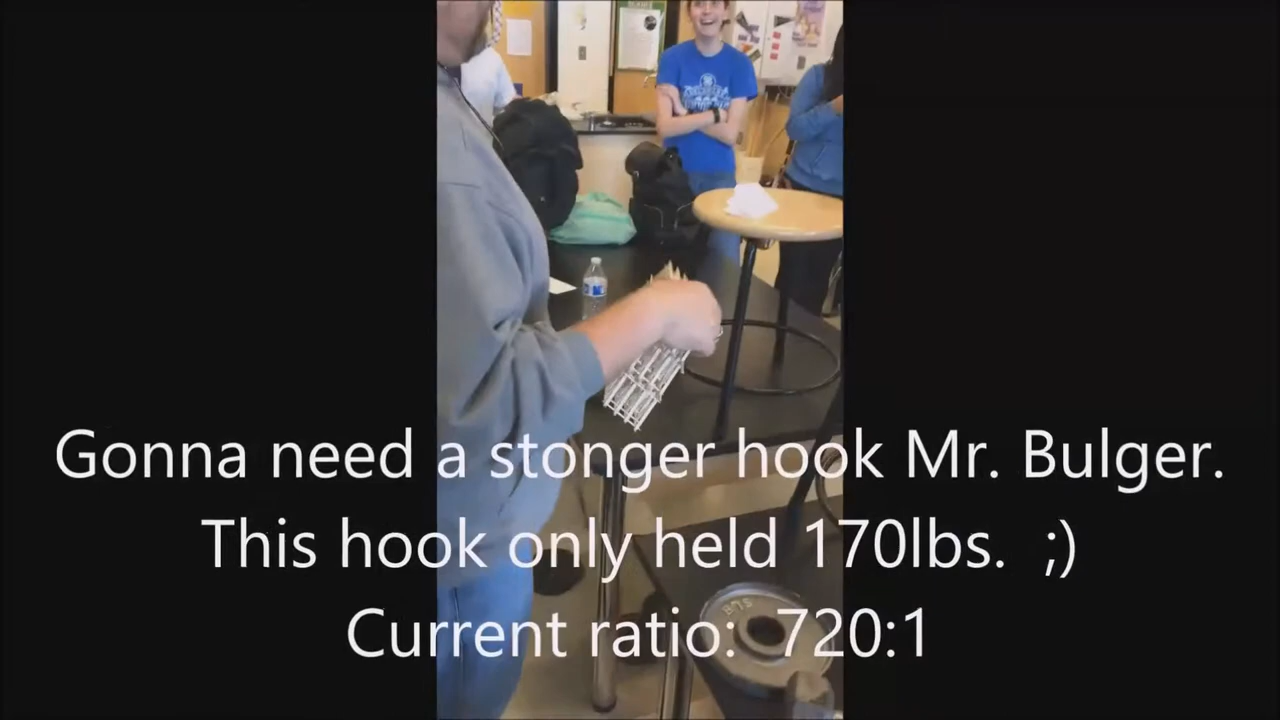 Gonna need a stonger hook Mr. Bulger.
This hook only held 170lbs.  ;)
Current ratio:  720:1